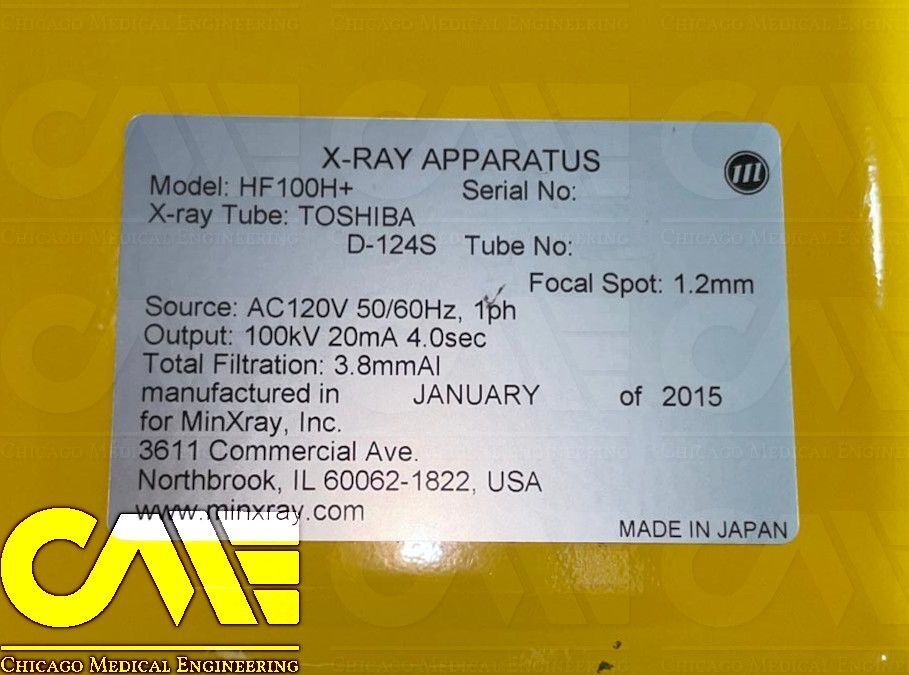 X-RAY APPARATUS
Model: HF100H+ Serial No:
X-ray Tube: TOSHIBA
D-124S Tube No:
Focal Spot: 1.2mm
Source: AC120V 50/60Hz, 1ph
Output: 100kV 20mA 4.0sec
Total Filtration: 3.8mmAl
manufactured in JANUARY of 2015
for MinXray, Inc.
3611 Commercial Ave.
Northbrook, IL 60062-1822, USA
www.minxray.com
MADE IN JAPAN
CME
CHICAGO MEDICAL ENGINEERING